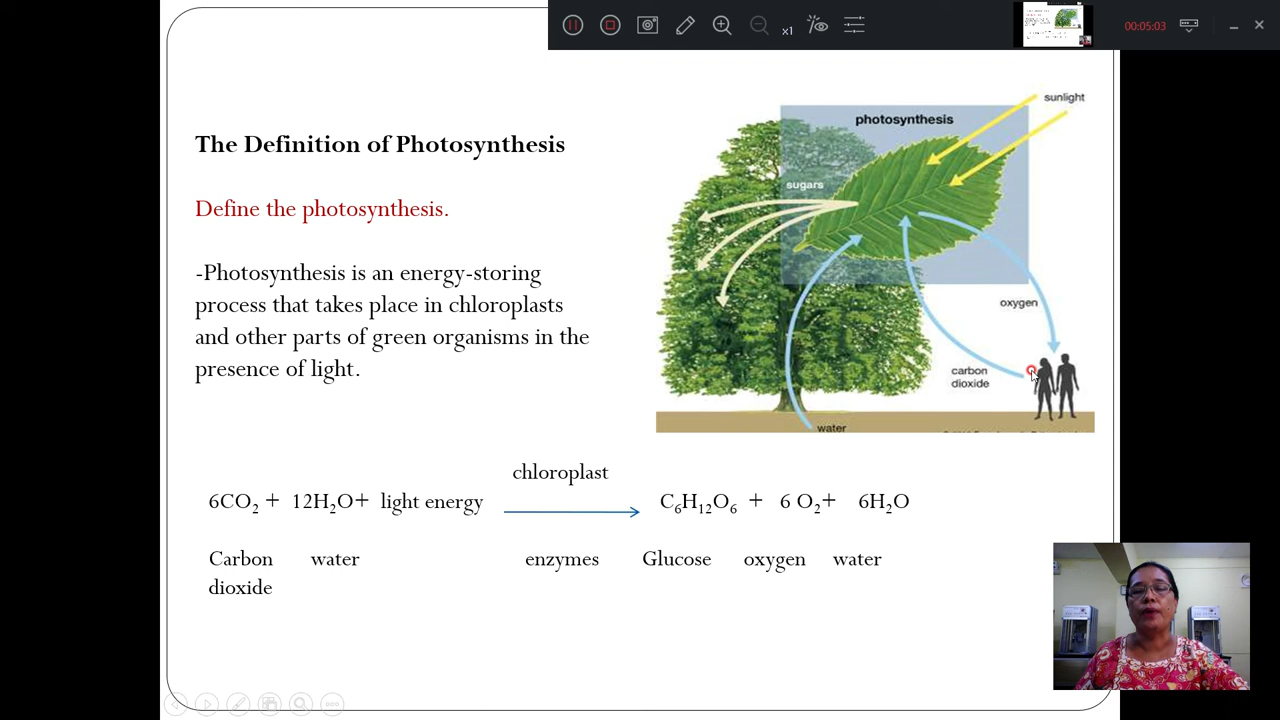 x1
00:05:03
The Definition of Photosynthesis
Define the photosynthesis.
-Photosynthesis is an energy-storing
process that takes place in chloroplasts
and other parts of green organisms in the
presence of light.
sunlight
photosynthesis
sugars
oxygen
carbon
dioxide
water
chloroplast
6CO₂ + 12H₂O+ light energy C₆H₁₂O₆ + 6 O₂+ 6H₂O
Carbon water enzymes Glucose oxygen water
dioxide